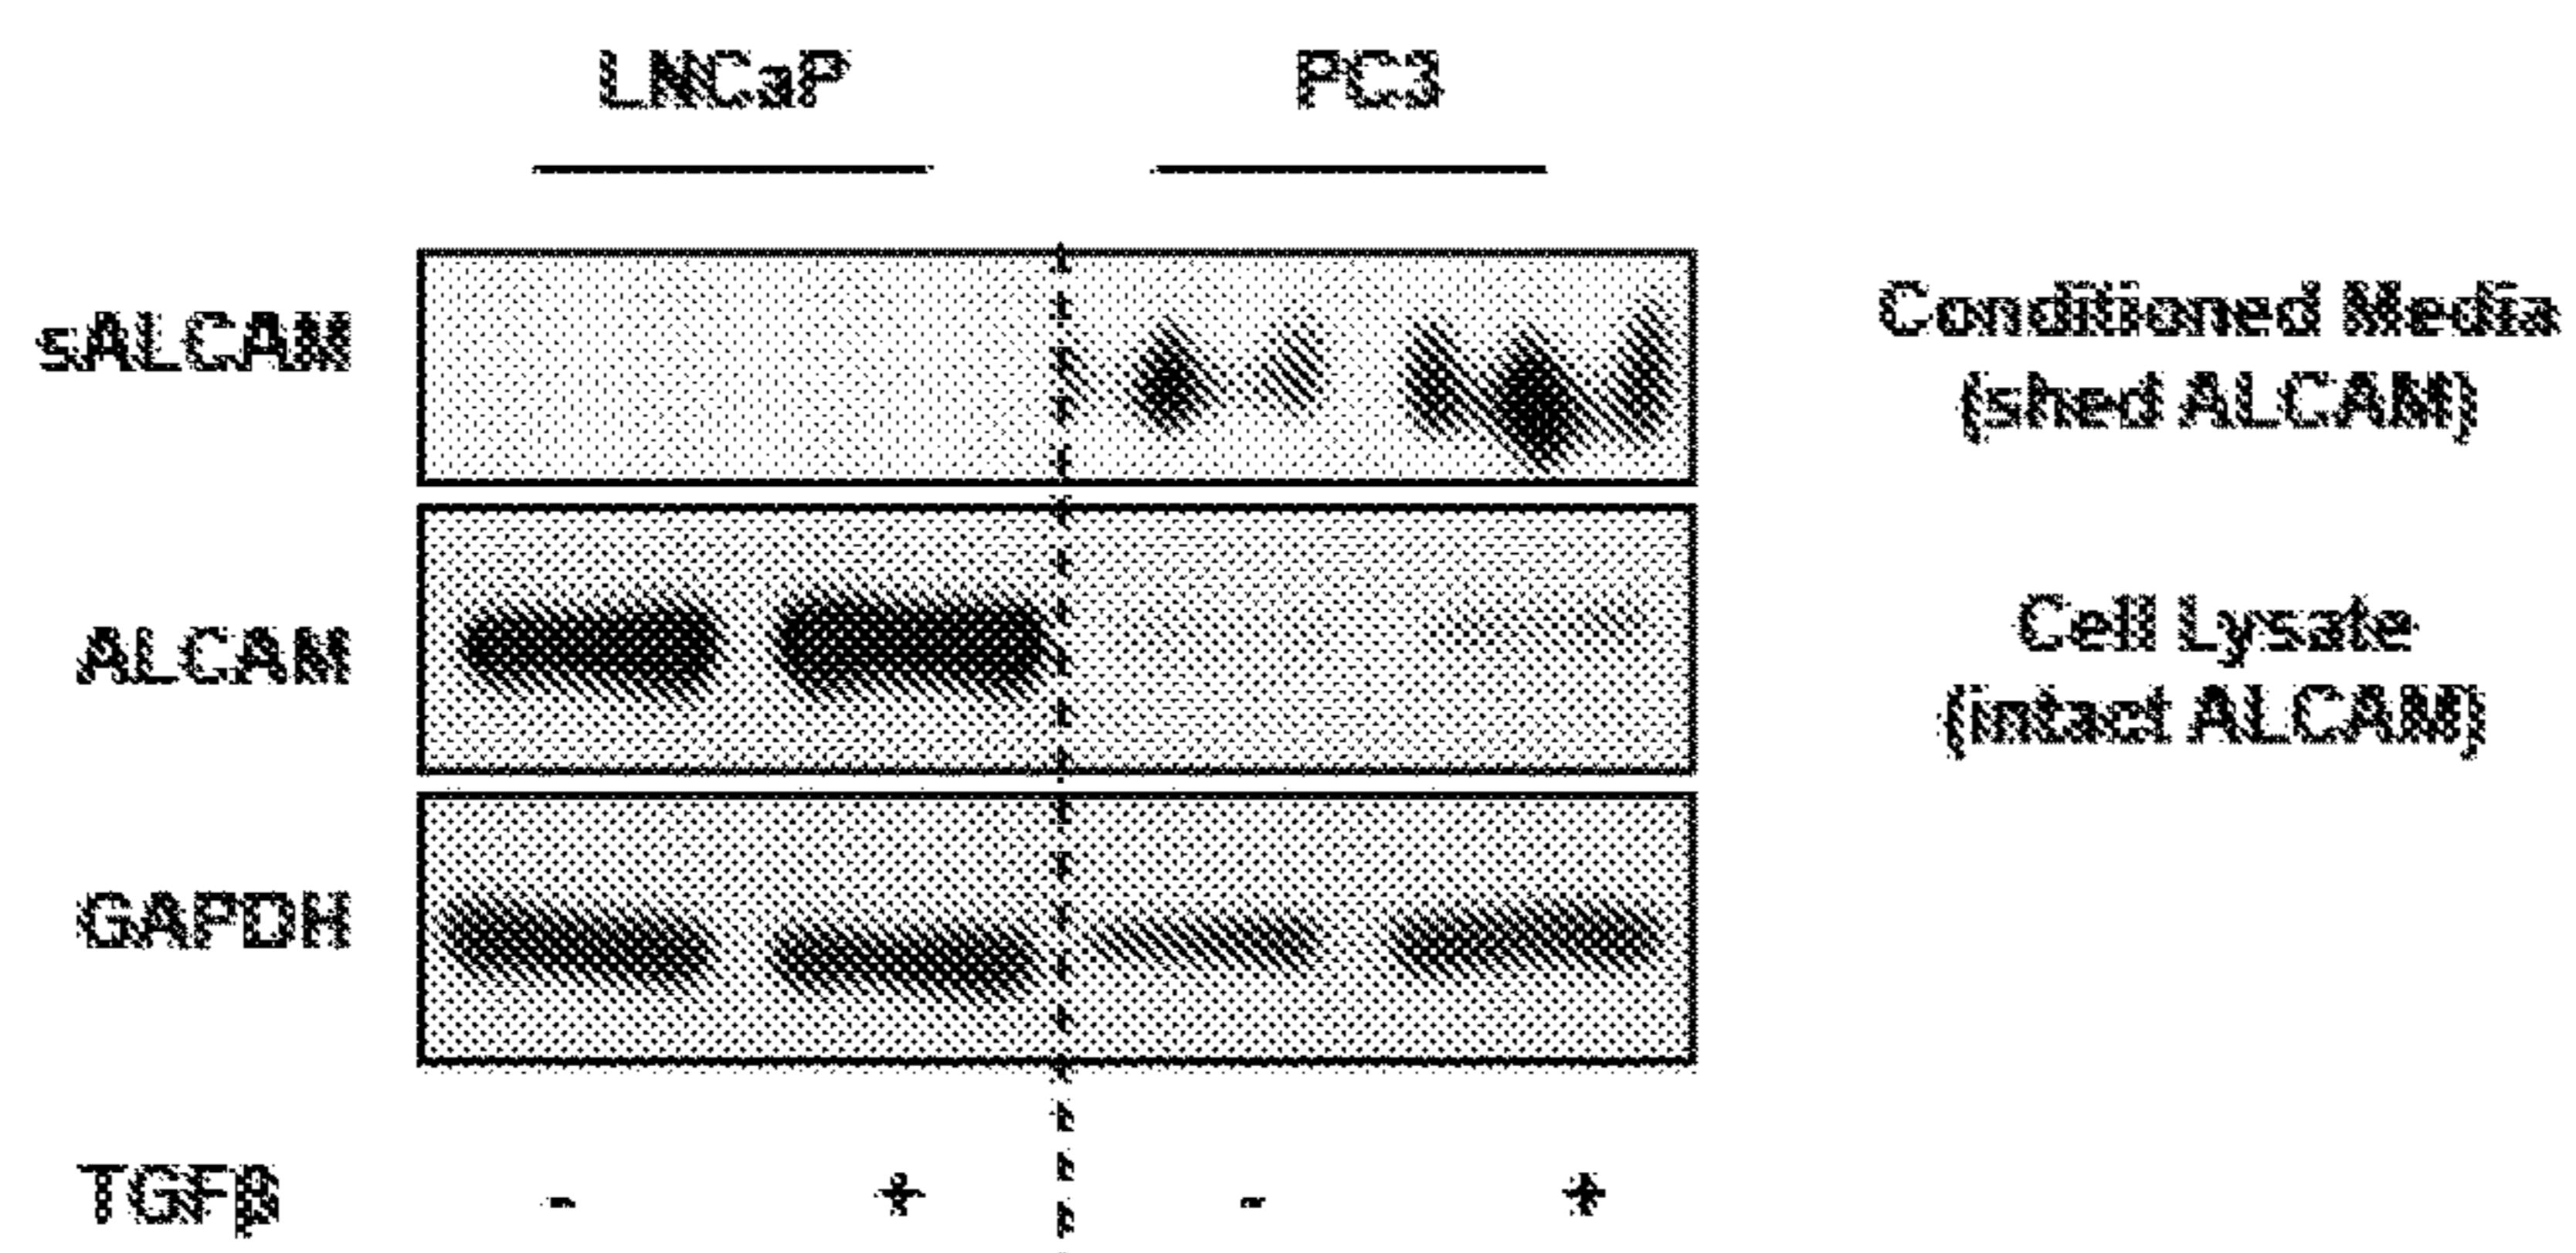 LNCaP PC3
sALCAM
Conditioned Media
(shed ALCAM)
ALCAM
Cell Lysate
(intact ALCAM)
GAPDH
TGFβ - + - +